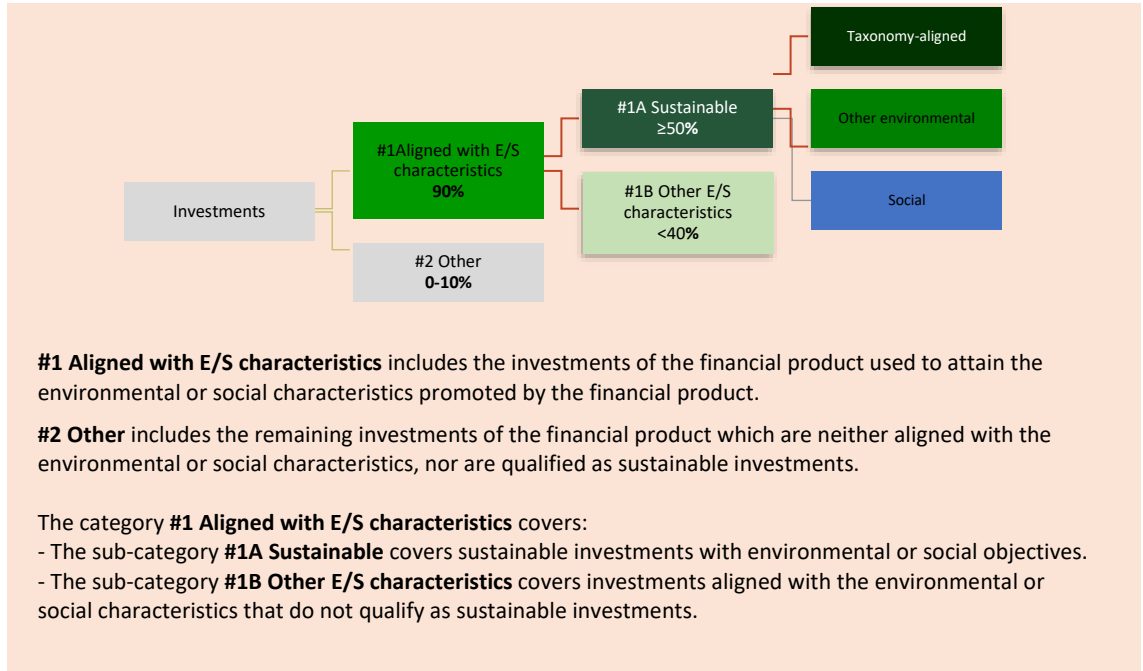 Taxonomy-aligned
#1A Sustainable
≥50%
Other environmental
#1Aligned with E/S
characteristics
90%
#1B Other E/S
characteristics
<40%
Social
Investments
#2 Other
0-10%
#1 Aligned with E/S characteristics includes the investments of the financial product used to attain the
environmental or social characteristics promoted by the financial product.
#2 Other includes the remaining investments of the financial product which are neither aligned with the
environmental or social characteristics, nor are qualified as sustainable investments.
The category #1 Aligned with E/S characteristics covers:
- The sub-category #1A Sustainable covers sustainable investments with environmental or social objectives.
- The sub-category #1B Other E/S characteristics covers investments aligned with the environmental or
social characteristics that do not qualify as sustainable investments.